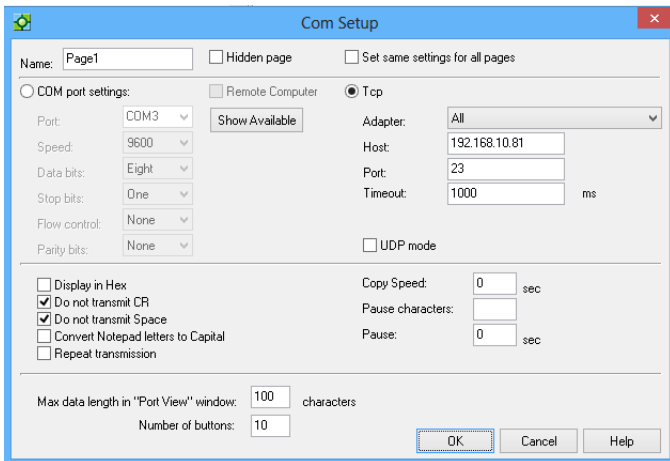 Com Setup
Name: Page1 Hidden page Set same settings for all pages
COM port settings: Remote Computer Tcp
Port: COM3 Show Available Adapter: All
Speed: 9600 Host: 192.168.10.81
Data bits: Eight Port: 23
Stop bits: One Timeout: 1000 ms
Flow control: None
Parity bits: None UDP mode
Display in Hex Copy Speed: 0 sec
Do not transmit CR Pause characters:
Do not transmit Space
Convert Notepad letters to Capital Pause: 0 sec
Repeat transmission
Max data length in "Port View" window: 100 characters
Number of buttons: 10
OK Cancel Help